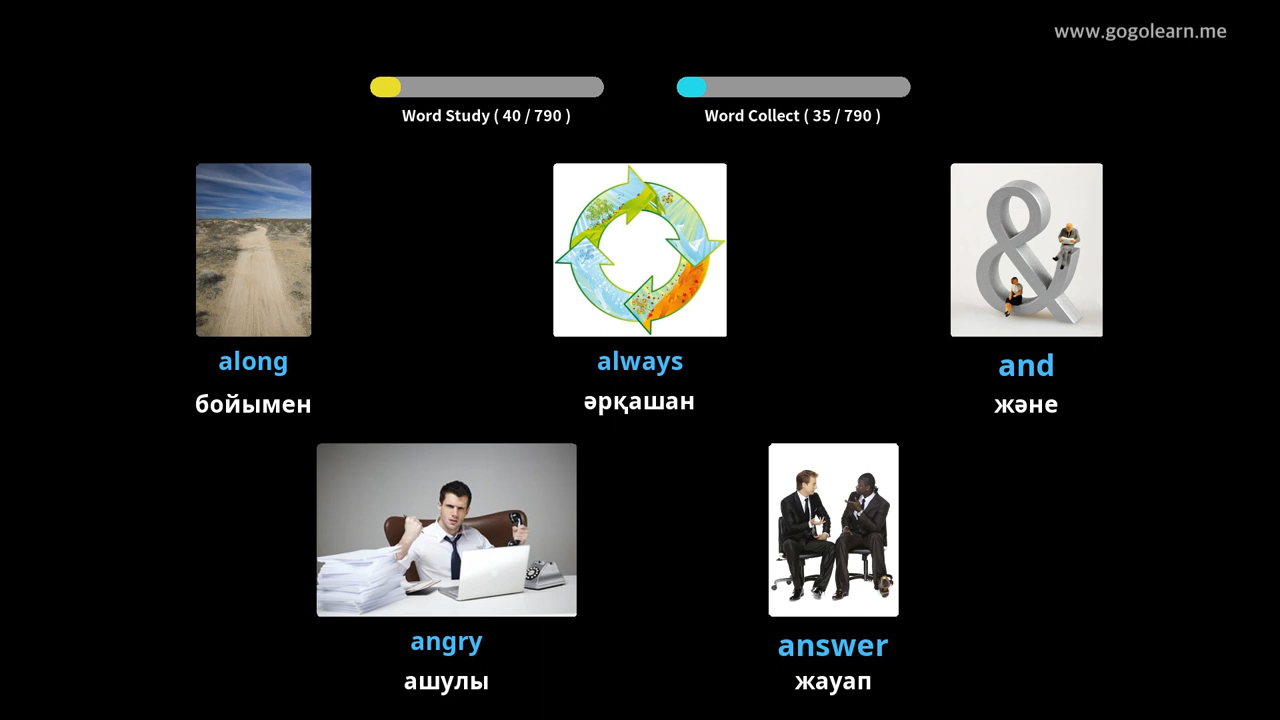 www.gogolearn.me
Word Study ( 40 / 790 )
Word Collect ( 35 / 790 )
along
always
and
бойымен
әрқашан
және
&
angry
answer
ашулы
жауап